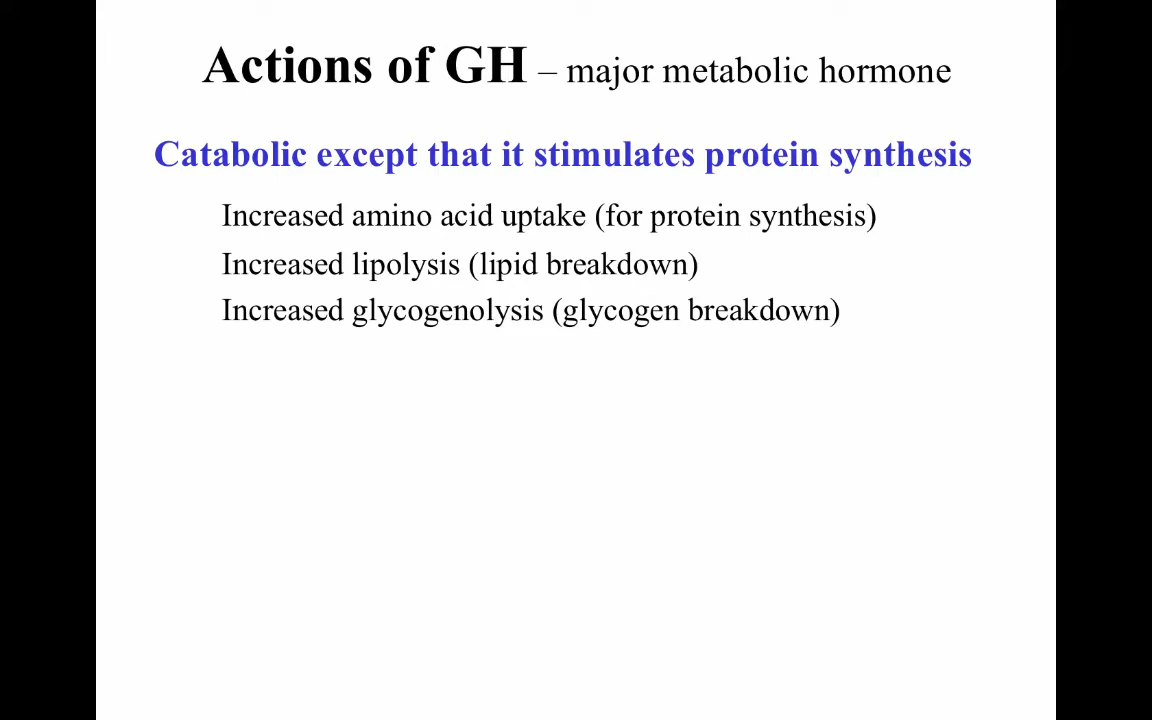 Actions of GH – major metabolic hormone
Catabolic except that it stimulates protein synthesis
Increased amino acid uptake (for protein synthesis)
Increased lipolysis (lipid breakdown)
Increased glycogenolysis (glycogen breakdown)